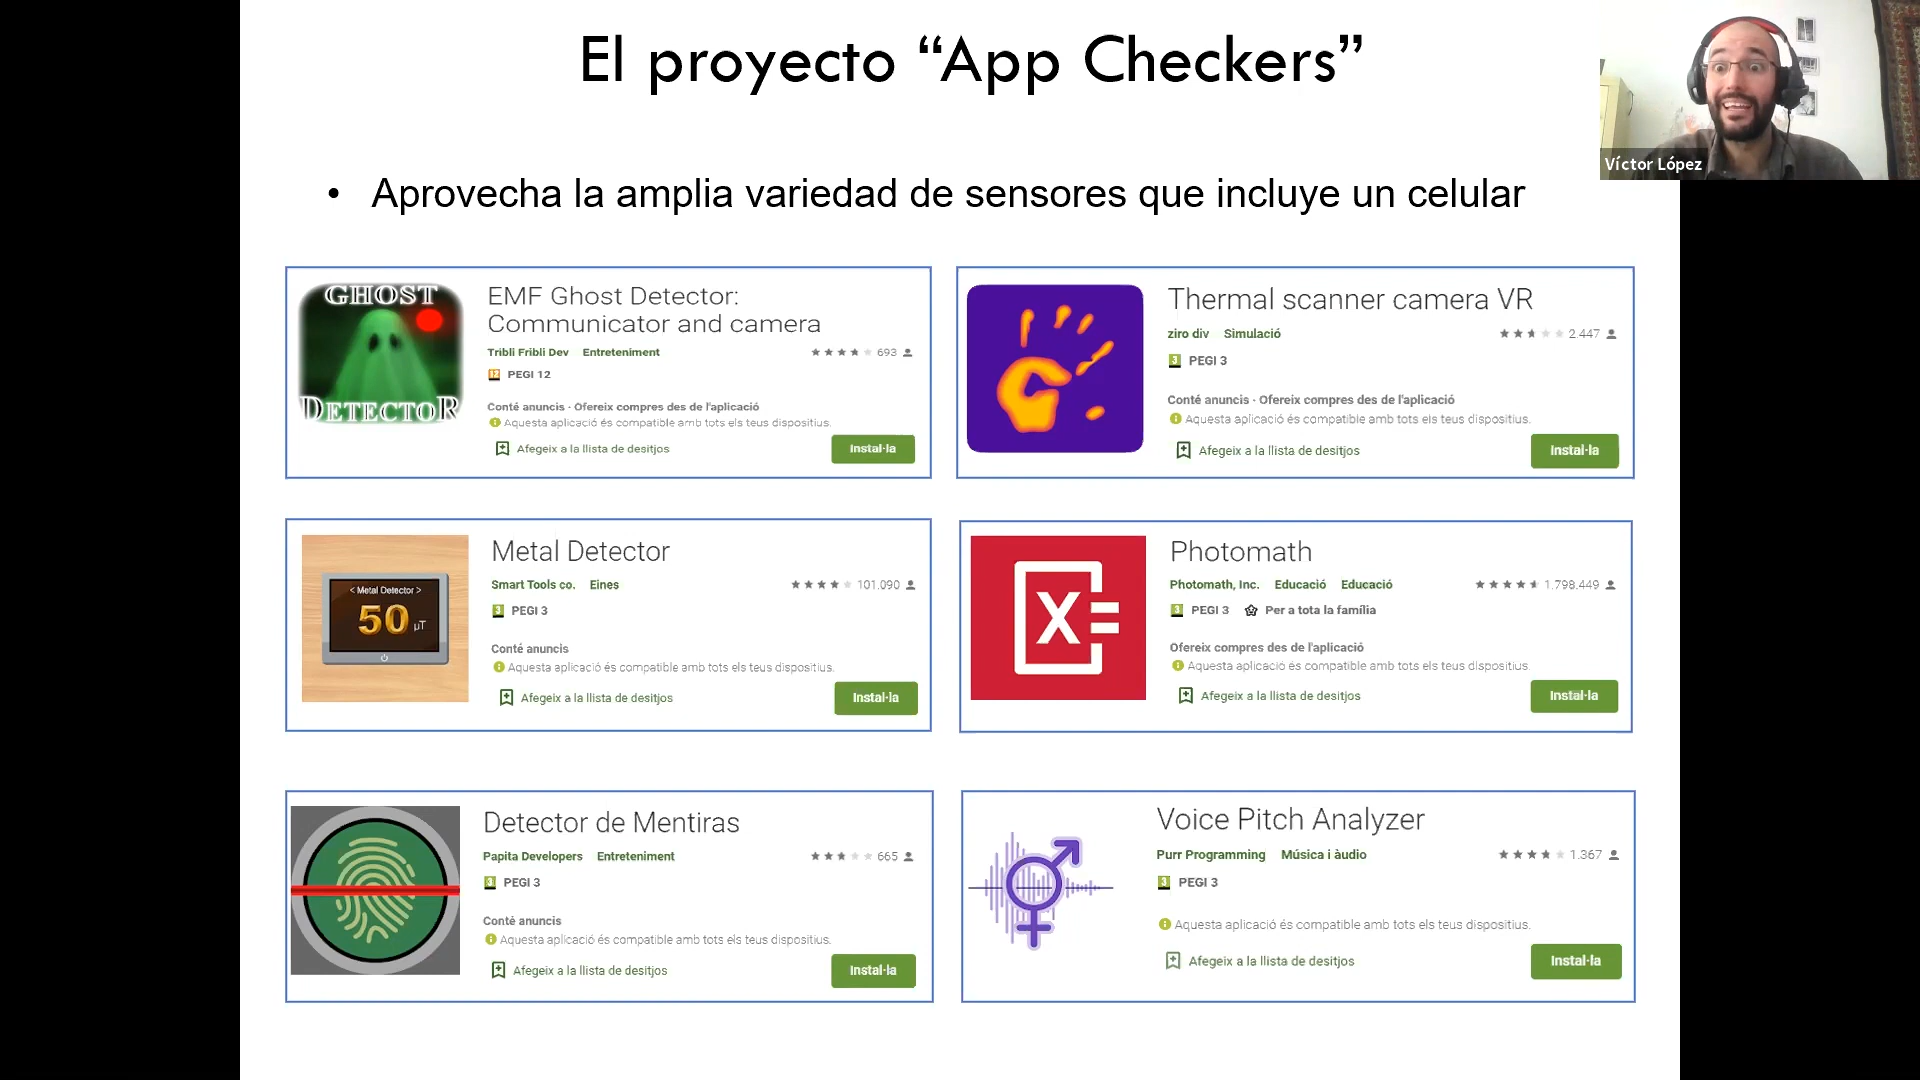 El proyecto “App Checkers”
Víctor López
• Aprovecha la amplia variedad de sensores que incluye un celular
GHOST
DETECTOR
EMF Ghost Detector:
Communicator and camera
Tribli Fribli Dev Entreteniment
693
12 PEGI 12
Conté anuncis · Ofereix compres des de l'aplicació
Aquesta aplicació és compatible amb tots els teus dispositius.
Afegeix a la llista de desitjos
Instal·la
Thermal scanner camera VR
ziro div Simulació
2.447
3 PEGI 3
Conté anuncis · Ofereix compres des de l'aplicació
Aquesta aplicació és compatible amb tots els teus dispositius.
Afegeix a la llista de desitjos
Instal·la
< Metal Detector >
50 µT
Metal Detector
Smart Tools co. Eines
101.090
3 PEGI 3
Conté anuncis
Aquesta aplicació és compatible amb tots els teus dispositius.
Afegeix a la llista de desitjos
Instal·la
X=
Photomath
Photomath, Inc. Educació Educació
1.798.449
3 PEGI 3 Per a tota la família
Ofereix compres des de l'aplicació
Aquesta aplicació és compatible amb tots els teus dispositius.
Afegeix a la llista de desitjos
Instal·la
Detector de Mentiras
Papita Developers Entreteniment
665
3 PEGI 3
Conté anuncis
Aquesta aplicació és compatible amb tots els teus dispositius.
Afegeix a la llista de desitjos
Instal·la
Voice Pitch Analyzer
Purr Programming Música i àudio
1.367
3 PEGI 3
Aquesta aplicació és compatible amb tots els teus dispositius.
Afegeix a la llista de desitjos
Instal·la